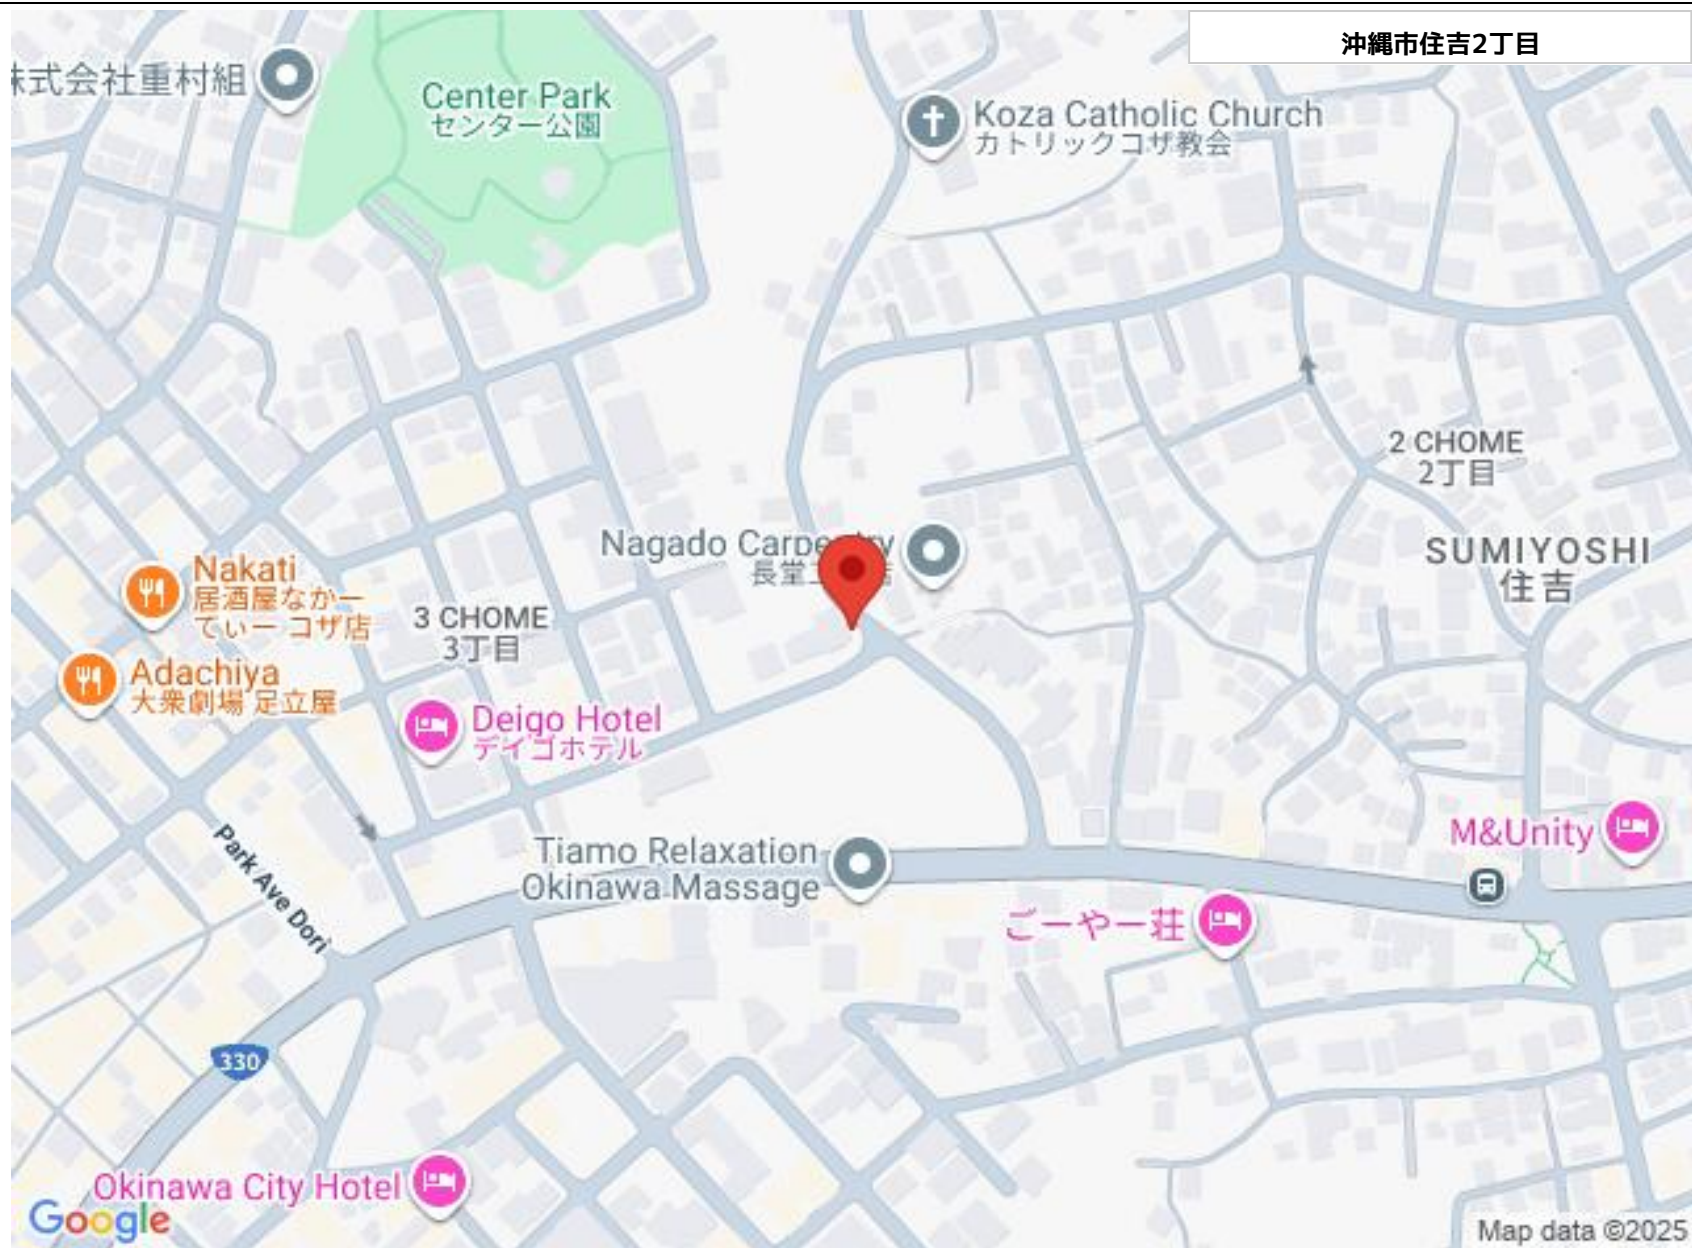 沖縄市住吉2丁目
式会社重村組
Center Park
センター公園
Koza Catholic Church
カトリックコザ教会
2 CHOME
2丁目
SUMIYOSHI
住吉
Nagado
長堂
Nakati
居酒屋なかー
てぃー コザ店
3 CHOME
3丁目
Adachiya
大衆劇場 足立屋
Deigo Hotel
デイゴホテル
Park Ave Dori
Tiamo Relaxation
Okinawa Massage
M&Unity
ごーやー荘
330
Okinawa City Hotel
Google
Map data ©2025